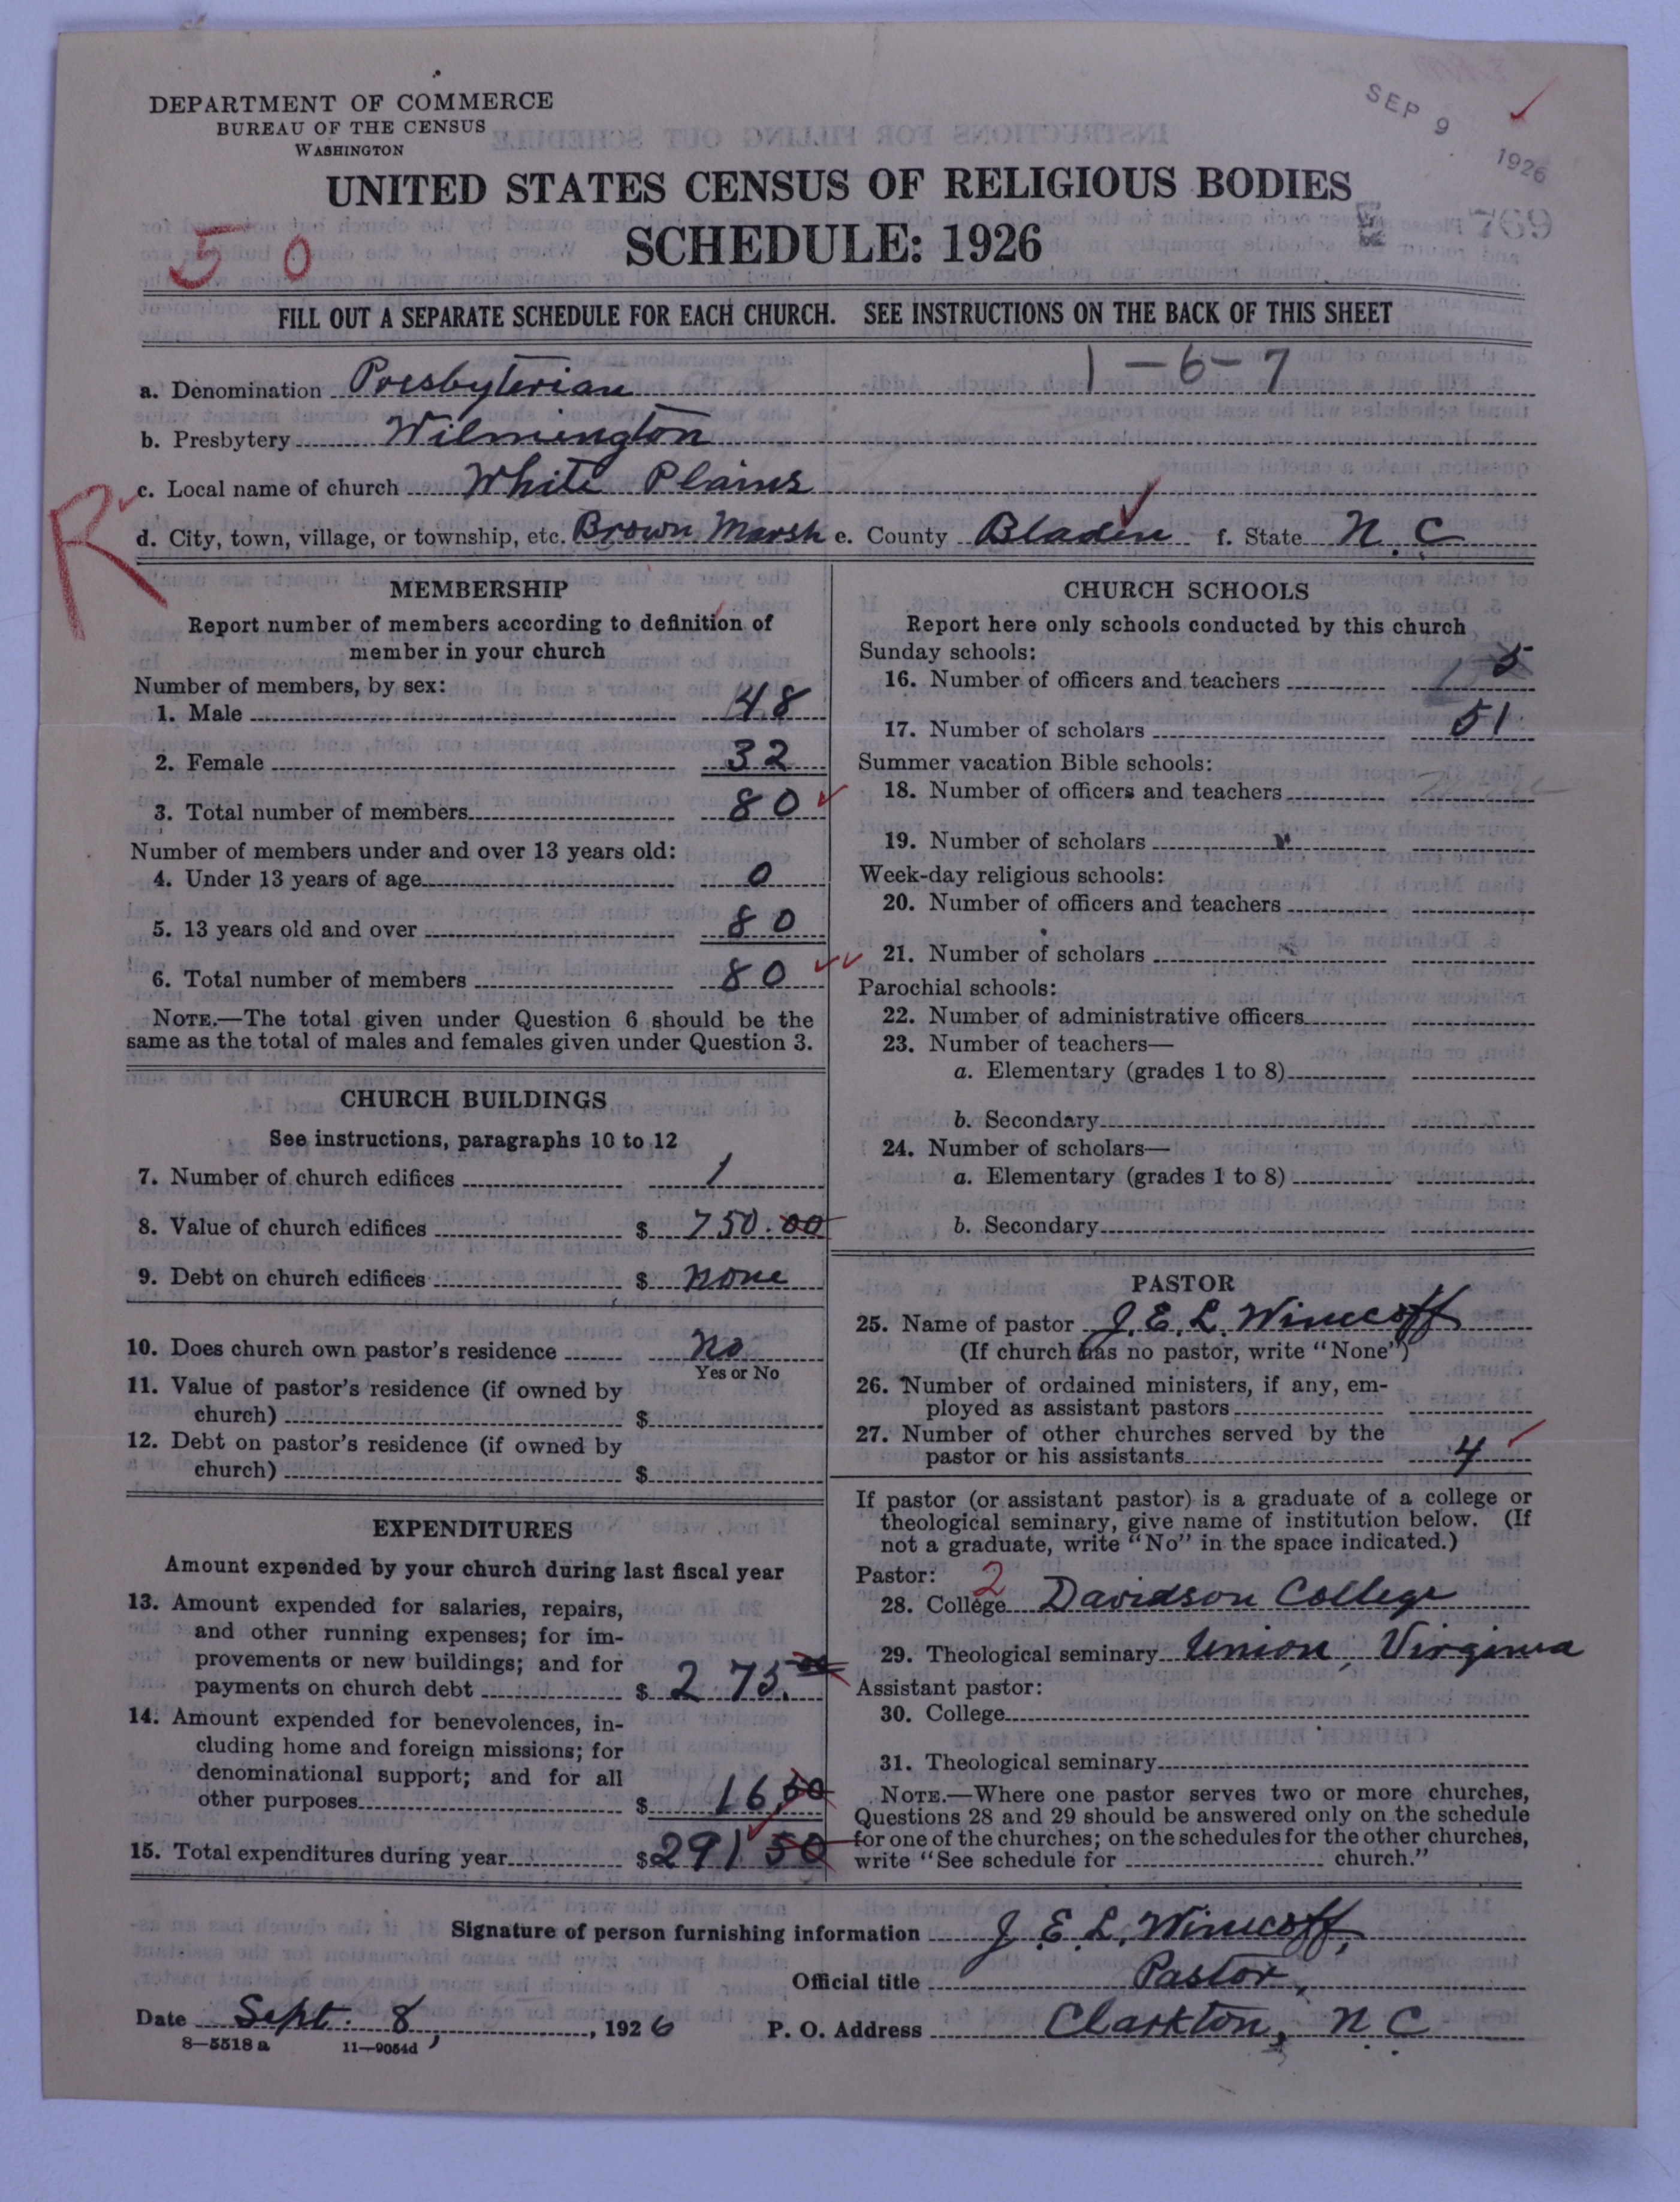 DEPARTMENT OF COMMERCE
BUREAU OF THE CENSUS
WASHINGTON
SEP 9 1926
UNITED STATES CENSUS OF RELIGIOUS BODIES
SCHEDULE: 1926
769
5 0
FILL OUT A SEPARATE SCHEDULE FOR EACH CHURCH. SEE INSTRUCTIONS ON THE BACK OF THIS SHEET
1-6-7
a. Denomination Presbyterian
b. Presbytery Wilmington
c. Local name of church White Plains
R
d. City, town, village, or township, etc. Brown Marsh e. County Bladen f. State N.C
MEMBERSHIP
Report number of members according to definition of
member in your church
Number of members, by sex:
1. Male 48
2. Female 32
3. Total number of members 80
Number of members under and over 13 years old:
4. Under 13 years of age 0
5. 13 years old and over 80
6. Total number of members 80
NOTE.—The total given under Question 6 should be the
same as the total of males and females given under Question 3.
CHURCH BUILDINGS
See instructions, paragraphs 10 to 12
7. Number of church edifices 1
8. Value of church edifices $ 750.00
9. Debt on church edifices $ none
10. Does church own pastor's residence no
Yes or No
11. Value of pastor's residence (if owned by
church) $
12. Debt on pastor's residence (if owned by
church) $
EXPENDITURES
Amount expended by your church during last fiscal year
13. Amount expended for salaries, repairs,
and other running expenses; for im-
provements or new buildings; and for
payments on church debt $ 275.00
14. Amount expended for benevolences, in-
cluding home and foreign missions; for
denominational support; and for all
other purposes $ 16.50
15. Total expenditures during year $ 291 50
CHURCH SCHOOLS
Report here only schools conducted by this church
Sunday schools:
16. Number of officers and teachers 5
17. Number of scholars 51
Summer vacation Bible schools:
18. Number of officers and teachers
19. Number of scholars
Week-day religious schools:
20. Number of officers and teachers
21. Number of scholars
Parochial schools:
22. Number of administrative officers
23. Number of teachers—
a. Elementary (grades 1 to 8)
b. Secondary
24. Number of scholars—
a. Elementary (grades 1 to 8)
b. Secondary
PASTOR
25. Name of pastor J. E. L. Winecoff
(If church has no pastor, write "None")
26. Number of ordained ministers, if any, em-
ployed as assistant pastors
27. Number of other churches served by the
pastor or his assistants 4
If pastor (or assistant pastor) is a graduate of a college or
theological seminary, give name of institution below. (If
not a graduate, write "No" in the space indicated.)
Pastor: 2
28. College Davidson College
29. Theological seminary Union, Virginia
Assistant pastor:
30. College
31. Theological seminary
NOTE.—Where one pastor serves two or more churches,
Questions 28 and 29 should be answered only on the schedule
for one of the churches; on the schedules for the other churches,
write "See schedule for church."
Signature of person furnishing information J. E. L. Winecoff,
Official title Pastor,
Date Sept. 8, , 1926 P. O. Address Clarkton, N C
8—5518 a 11—9054d